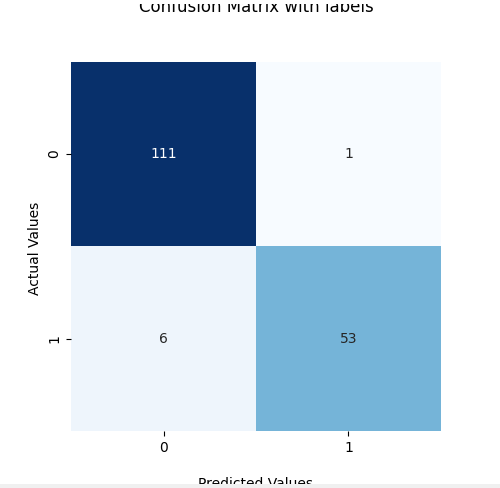 Confusion Matrix with labels
111
1
6
53
0
1
Actual Values
0
1
Predicted Values